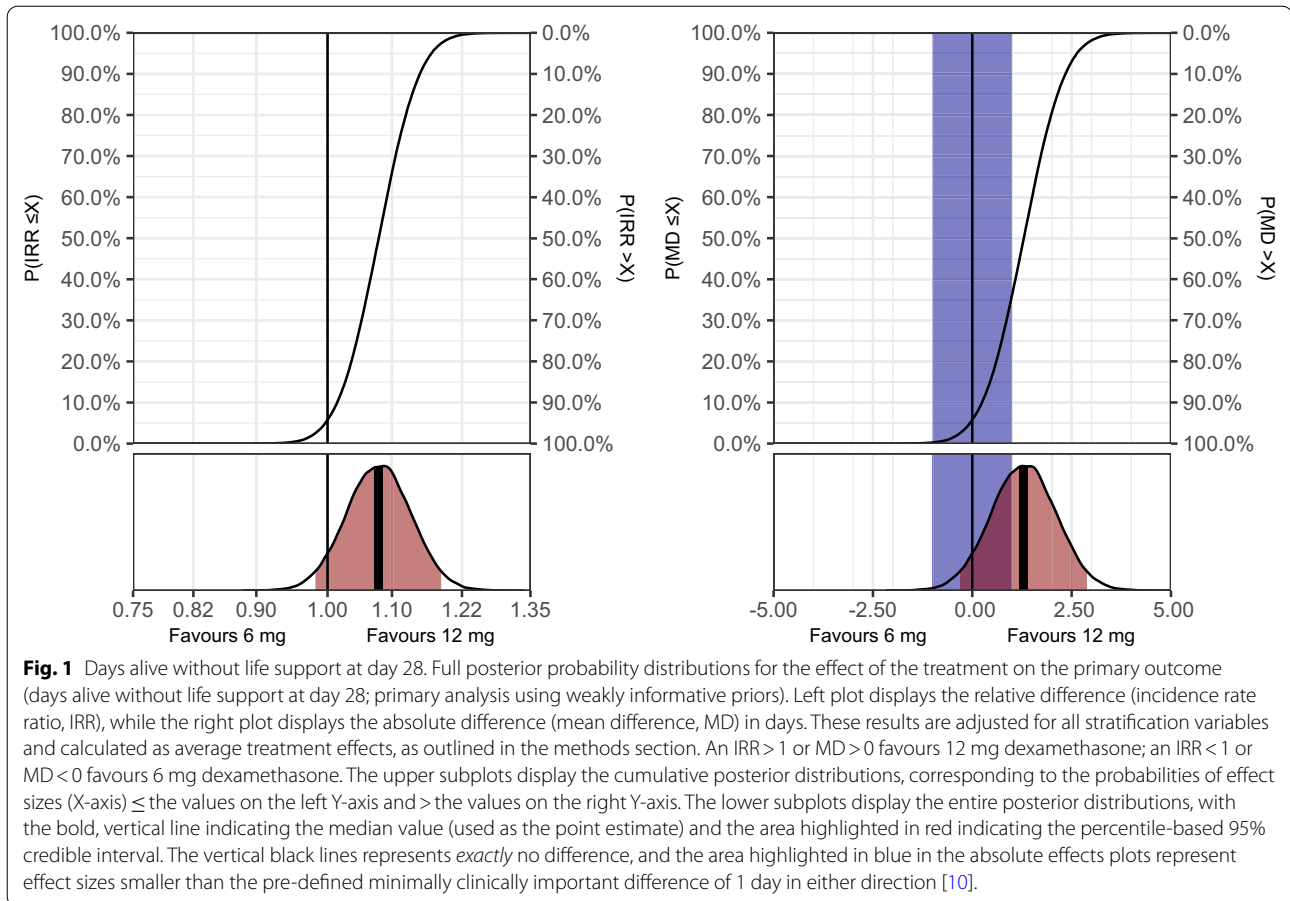 100.0%
90.0%
80.0%
70.0%
60.0%
50.0%
40.0%
30.0%
20.0%
10.0%
0.0%
P(IRR ≤X)
0.0%
10.0%
20.0%
30.0%
40.0%
50.0%
60.0%
70.0%
80.0%
90.0%
100.0%
P(IRR >X)
0.75 0.82 0.90 1.00 1.10 1.22 1.35
Favours 6 mg Favours 12 mg
100.0%
90.0%
80.0%
70.0%
60.0%
50.0%
40.0%
30.0%
20.0%
10.0%
0.0%
P(MD ≤X)
0.0%
10.0%
20.0%
30.0%
40.0%
50.0%
60.0%
70.0%
80.0%
90.0%
100.0%
P(MD >X)
-5.00 -2.50 0.00 2.50 5.00
Favours 6 mg Favours 12 mg
Fig. 1 Days alive without life support at day 28. Full posterior probability distributions for the effect of the treatment on the primary outcome
(days alive without life support at day 28; primary analysis using weakly informative priors). Left plot displays the relative difference (incidence rate
ratio, IRR), while the right plot displays the absolute difference (mean difference, MD) in days. These results are adjusted for all stratification variables
and calculated as average treatment effects, as outlined in the methods section. An IRR > 1 or MD > 0 favours 12 mg dexamethasone; an IRR < 1 or
MD < 0 favours 6 mg dexamethasone. The upper subplots display the cumulative posterior distributions, corresponding to the probabilities of effect
sizes (X-axis) ≤ the values on the left Y-axis and > the values on the right Y-axis. The lower subplots display the entire posterior distributions, with
the bold, vertical line indicating the median value (used as the point estimate) and the area highlighted in red indicating the percentile-based 95%
credible interval. The vertical black lines represents exactly no difference, and the area highlighted in blue in the absolute effects plots represent
effect sizes smaller than the pre-defined minimally clinically important difference of 1 day in either direction [10].